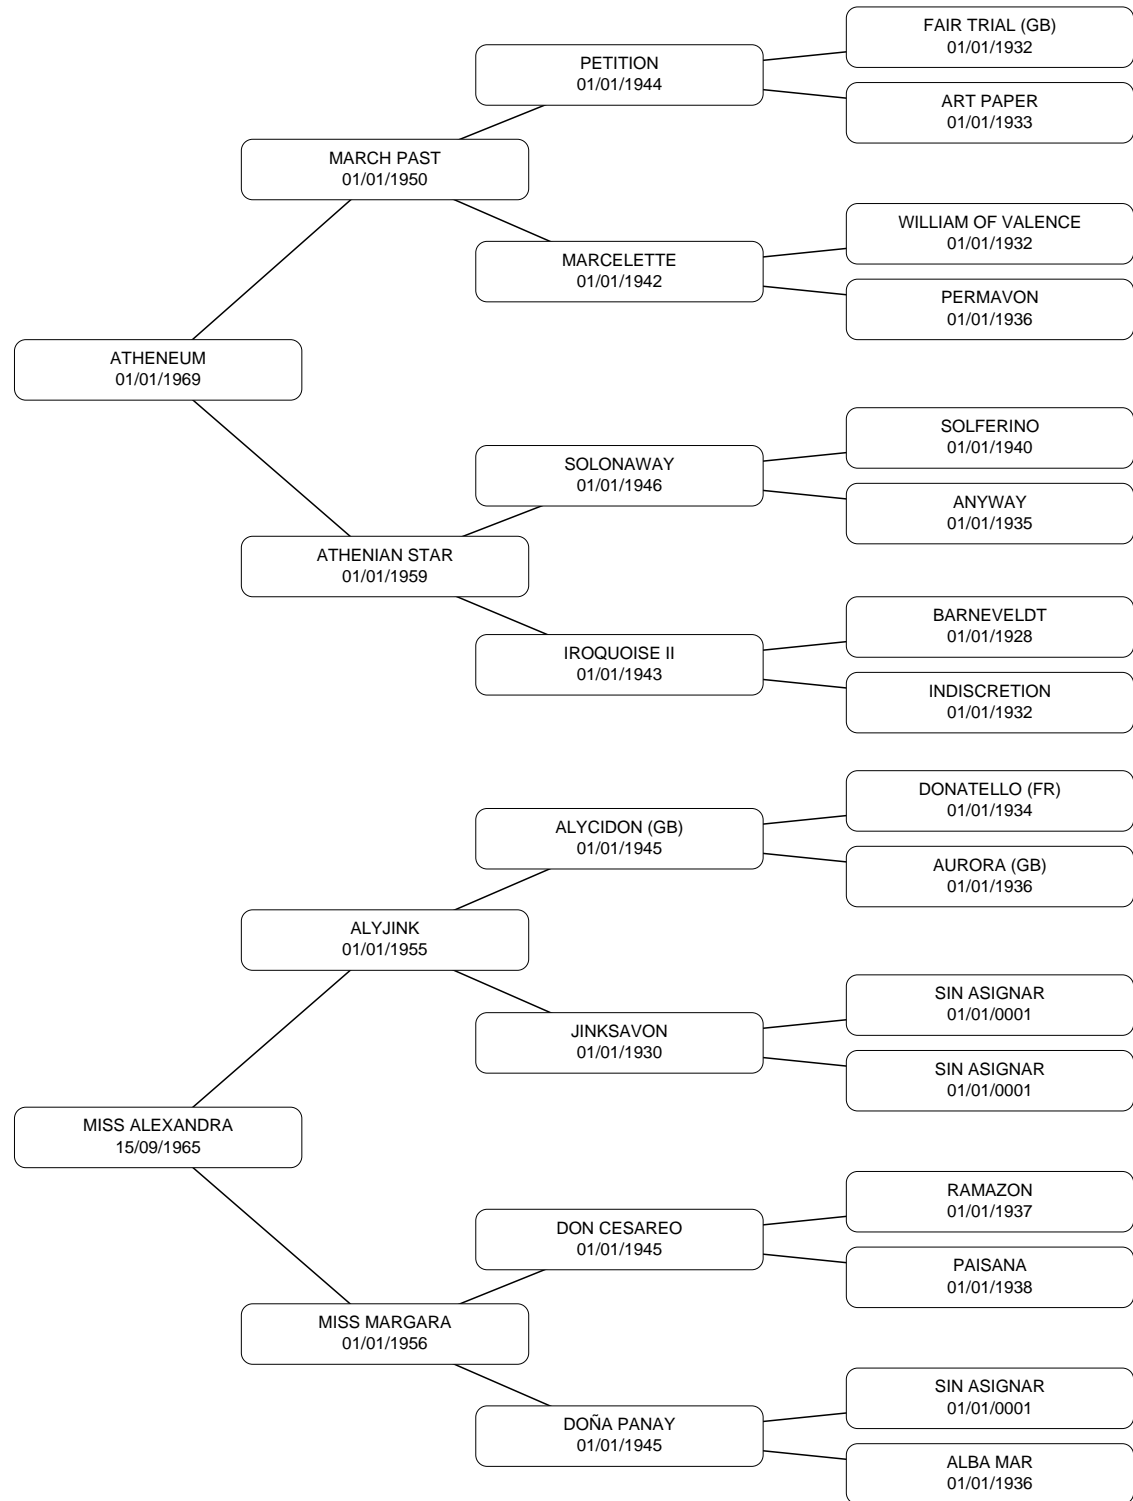 FAIR TRIAL (GB)
01/01/1932
PETITION
01/01/1944
ART PAPER
01/01/1933
MARCH PAST
01/01/1950
WILLIAM OF VALENCE
01/01/1932
MARCELETTE
01/01/1942
PERMAVON
01/01/1936
ATHENEUM
01/01/1969
SOLFERINO
01/01/1940
SOLONAWAY
01/01/1946
ANYWAY
01/01/1935
ATHENIAN STAR
01/01/1959
BARNEVELDT
01/01/1928
IROQUOISE II
01/01/1943
INDISCRETION
01/01/1932
DONATELLO (FR)
01/01/1934
ALYCIDON (GB)
01/01/1945
AURORA (GB)
01/01/1936
ALYJINK
01/01/1955
SIN ASIGNAR
01/01/0001
JINKSAVON
01/01/1930
SIN ASIGNAR
01/01/0001
MISS ALEXANDRA
15/09/1965
RAMAZON
01/01/1937
DON CESAREO
01/01/1945
PAISANA
01/01/1938
MISS MARGARA
01/01/1956
SIN ASIGNAR
01/01/0001
DOÑA PANAY
01/01/1945
ALBA MAR
01/01/1936